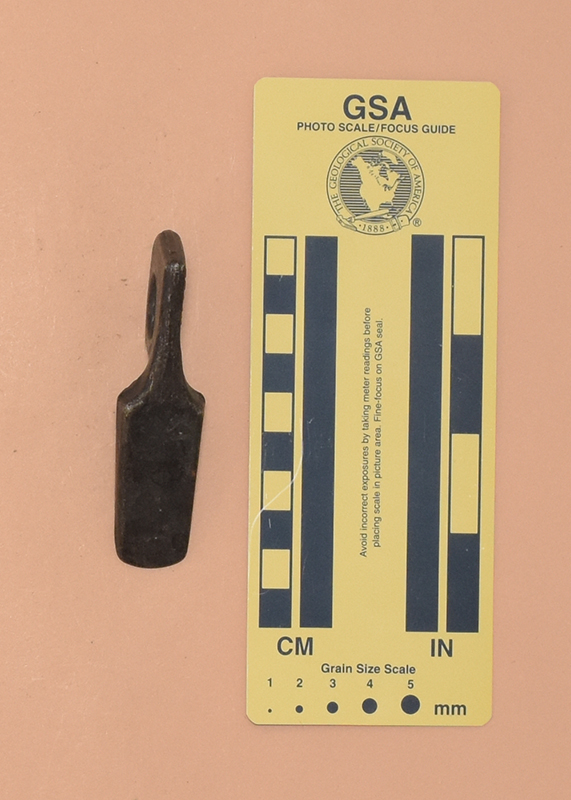 GSA
PHOTO SCALE/FOCUS GUIDE
THE GEOLOGICAL SOCIETY OF AMERICA
·1888·
®
Avoid incorrect exposures by taking meter readings before
placing scale in picture area. Fine-focus on GSA seal.
CM
IN
Grain Size Scale
1 2 3 4 5
mm